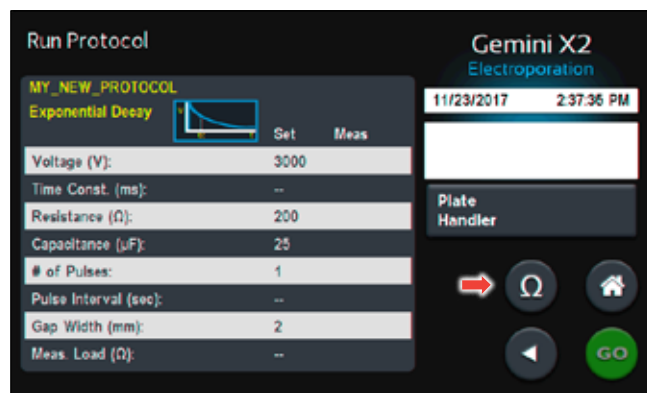 Run Protocol
Gemini X2
Electroporation
MY_NEW_PROTOCOL
Exponential Decay
Set Meas
11/23/2017 2:37:36 PM
Voltage (V): 3000
Time Const. (ms): --
Resistance (Ω): 200
Capacitance (µF): 25
# of Pulses: 1
Pulse Interval (sec): --
Gap Width (mm): 2
Meas. Load (Ω): --
Plate
Handler
Ω
GO